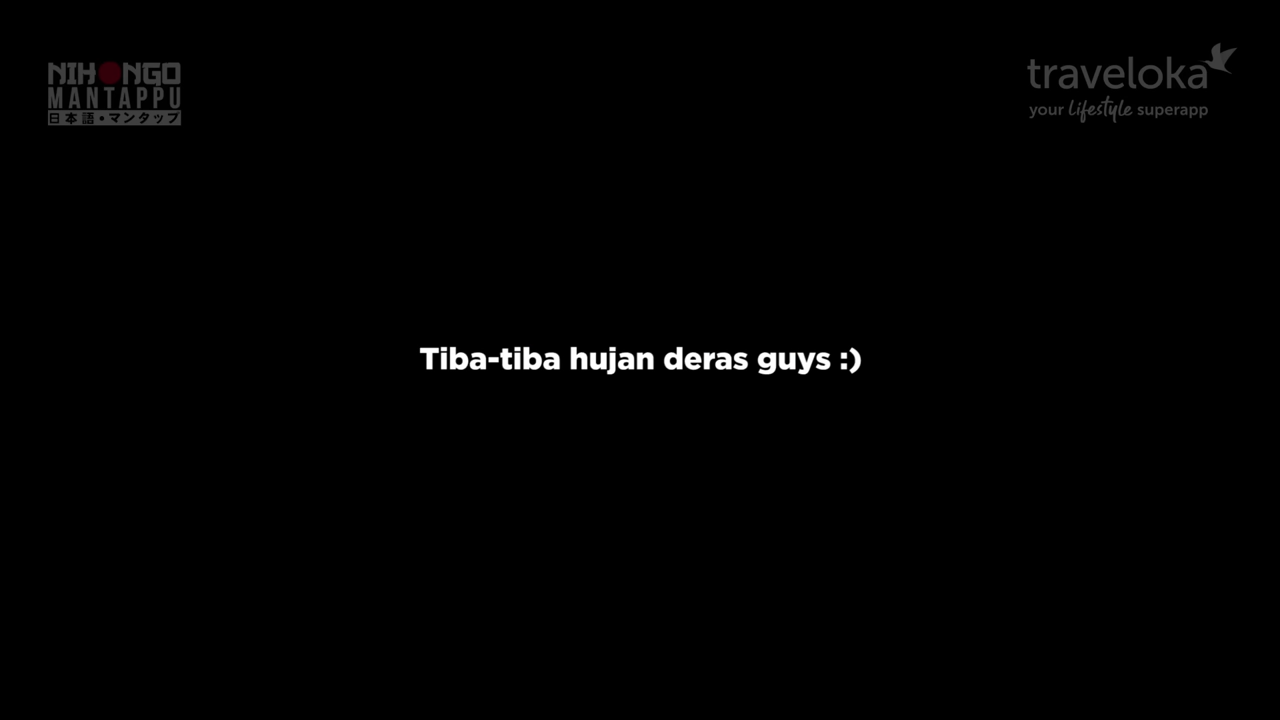 NIHONGO
MANTAPPU
日本語・マンタップ
traveloka
your lifestyle superapp
Tiba-tiba hujan deras guys :)